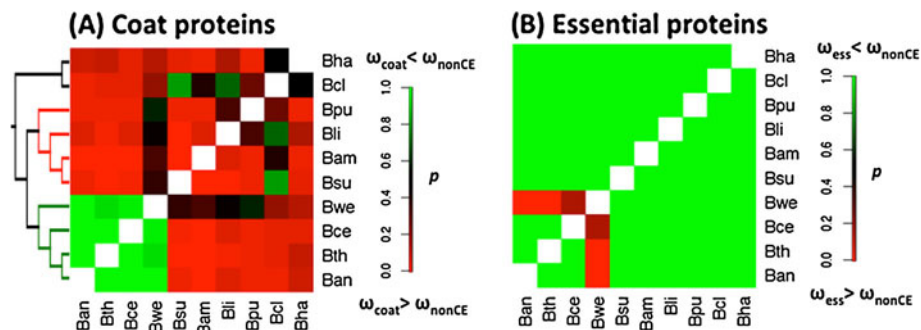 (A) Coat proteins
Bha
Bcl
Bpu
Bli
Bam
Bsu
Bwe
Bce
Bth
Ban
Ban
Bth
Bce
Bwe
Bsu
Bam
Bli
Bpu
Bcl
Bha
ωcoat< ωnonCE
1.0
0.8
0.6
0.4
0.2
0.0
p
ωcoat> ωnonCE
(B) Essential proteins
Bha
Bcl
Bpu
Bli
Bam
Bsu
Bwe
Bce
Bth
Ban
Ban
Bth
Bce
Bwe
Bsu
Bam
Bli
Bpu
Bcl
Bha
ωess< ωnonCE
1.0
0.8
0.6
0.4
0.2
0.0
p
ωess> ωnonCE